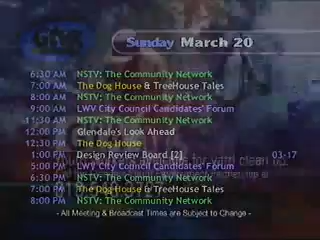 Sunday March 20
6:30 AM NSTV: The Community Network
7:00 AM The Dog House & TreeHouse Tales
8:00 AM NSTV: The Community Network
9:00 AM LWV City Council Candidates' Forum
11:30 AM NSTV: The Community Network
12:00 PM Glendale's Look Ahead
12:30 PM The Dog House
1:00 PM Design Review Board [2] 03-17
5:00 PM LWV City Council Candidates' Forum
6:30 PM NSTV: The Community Network
7:00 PM The Dog House & TreeHouse Tales
8:00 PM NSTV: The Community Network
- All Meeting & Broadcast Times are Subject to Change -